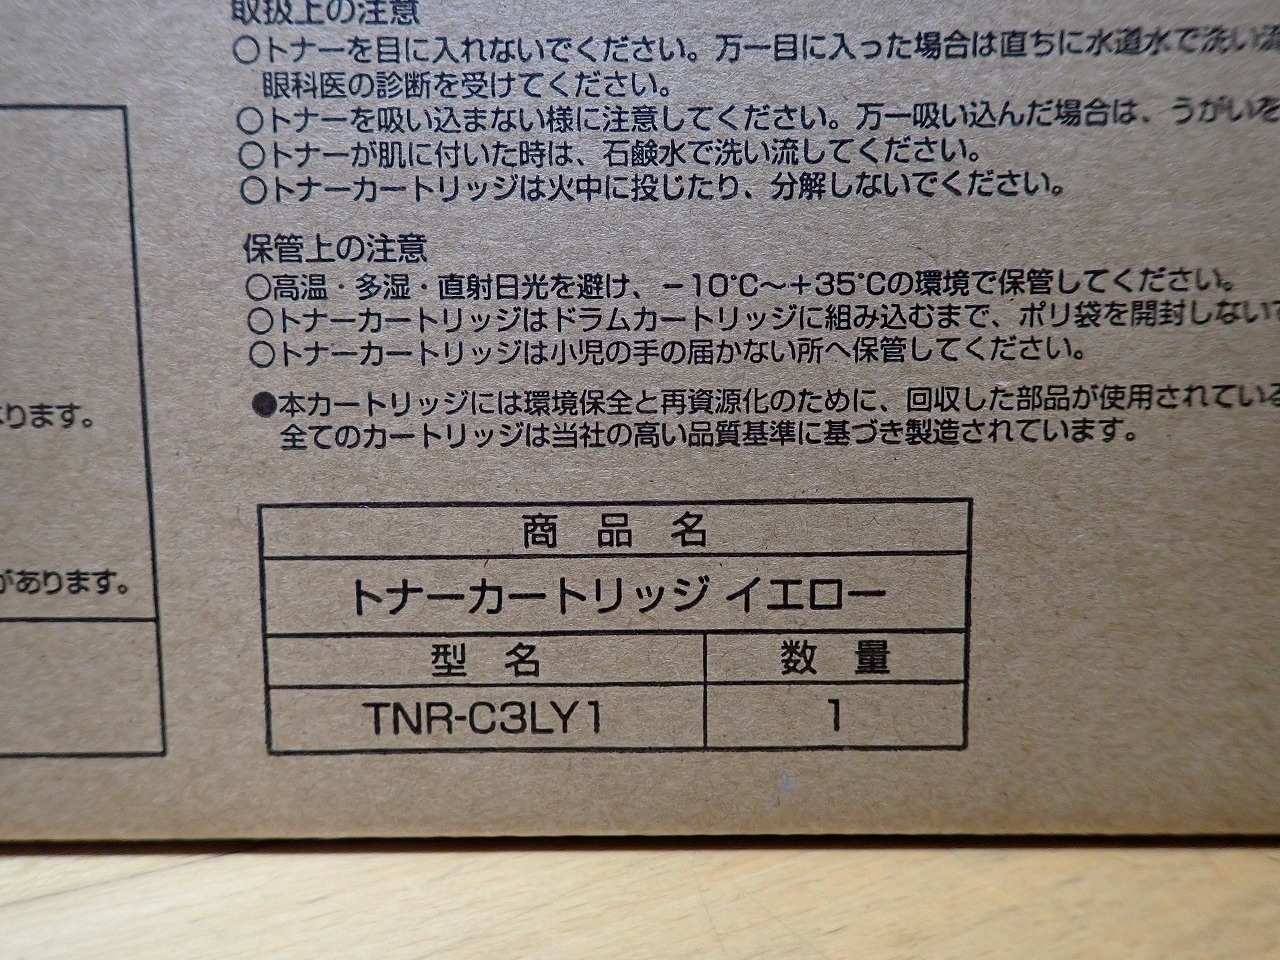 取扱上の注意
○トナーを目に入れないでください。万一目に入った場合は直ちに水道水で洗い流
眼科医の診断を受けてください。
○トナーを吸い込まない様に注意してください。万一吸い込んだ場合は、うがいを
○トナーが肌に付いた時は、石鹸水で洗い流してください。
○トナーカートリッジは火中に投じたり、分解しないでください。
保管上の注意
○高温・多湿・直射日光を避け、－10℃～＋35℃の環境で保管してください。
○トナーカートリッジはドラムカートリッジに組み込むまで、ポリ袋を開封しないで
○トナーカートリッジは小児の手の届かない所へ保管してください。
●本カートリッジには環境保全と再資源化のために、回収した部品が使用されている
全てのカートリッジは当社の高い品質基準に基づき製造されています。
ります。
があります。
商品名
トナーカートリッジ イエロー
型名 数量
TNR-C3LY1 1